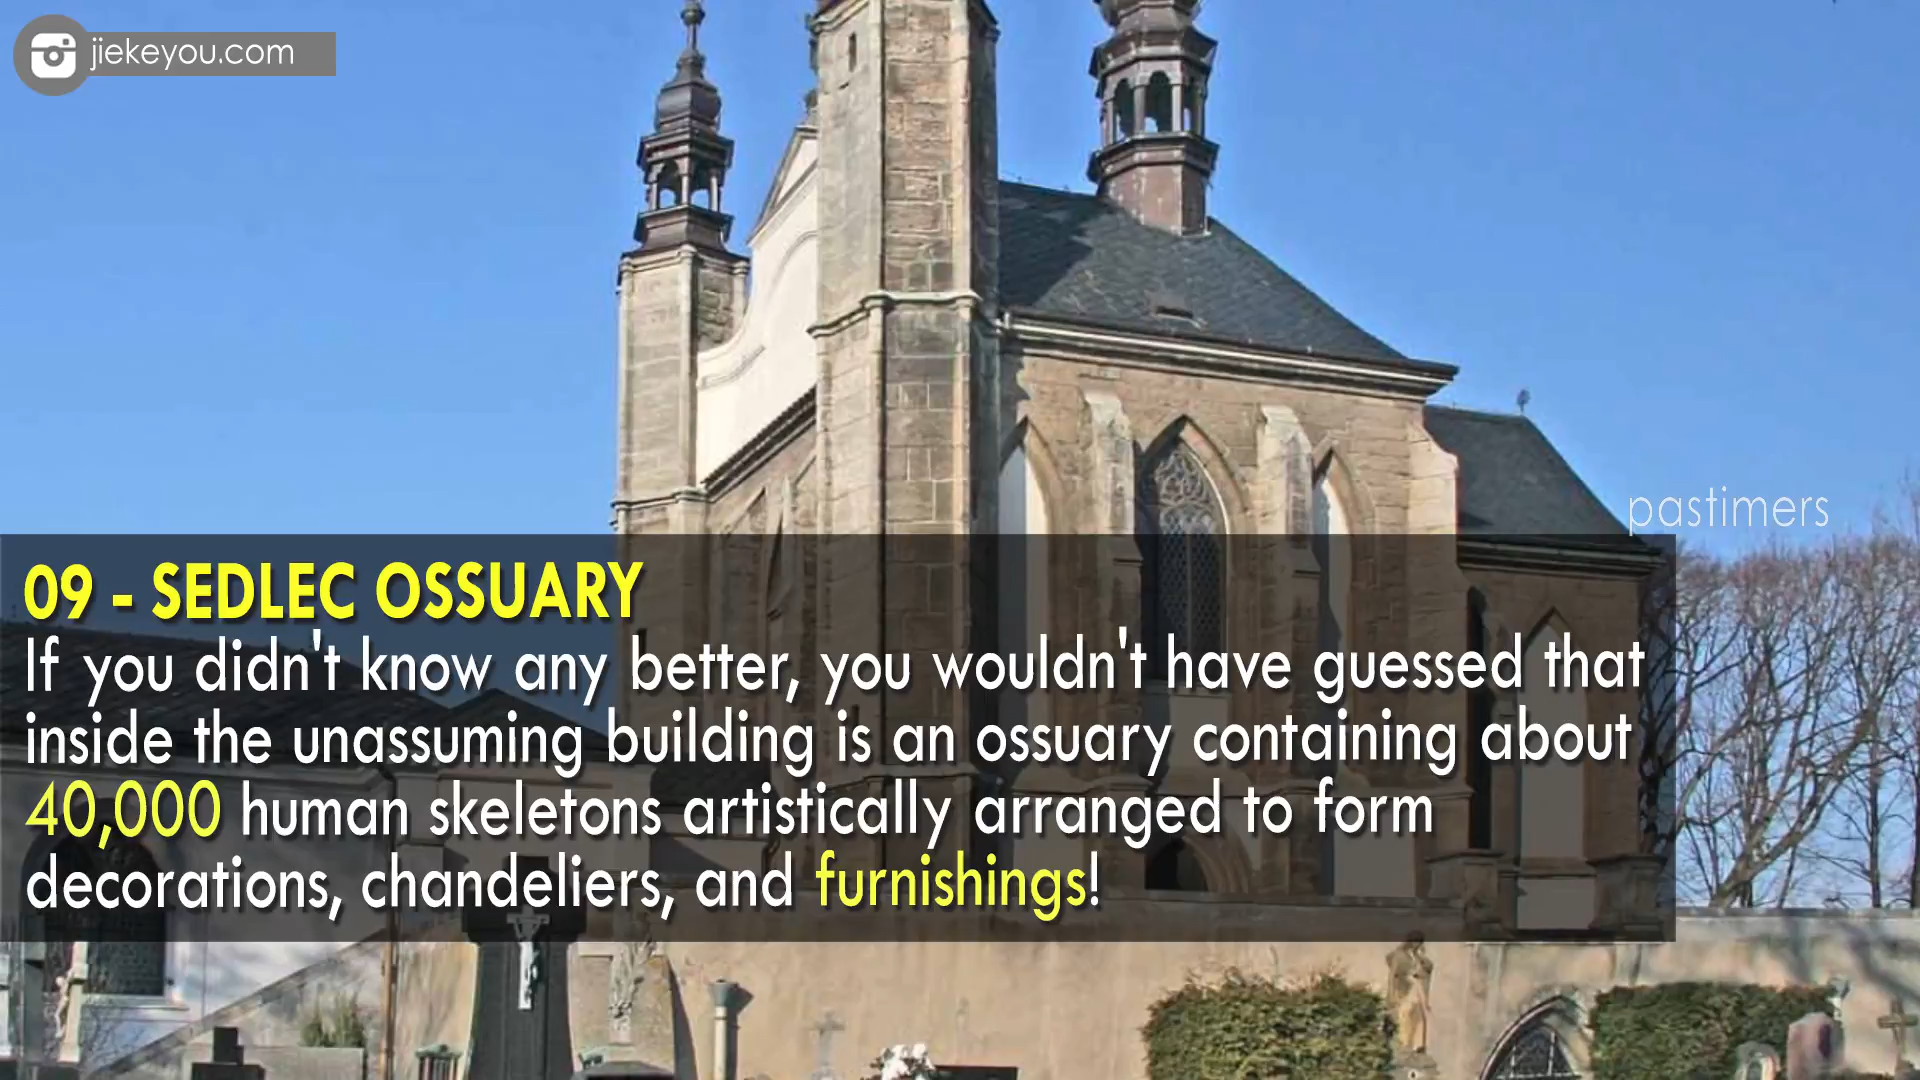 jiekeyou.com
pastimers
09 - SEDLEC OSSUARY
If you didn't know any better, you wouldn't have guessed that
inside the unassuming building is an ossuary containing about
40,000 human skeletons artistically arranged to form
decorations, chandeliers, and furnishings!